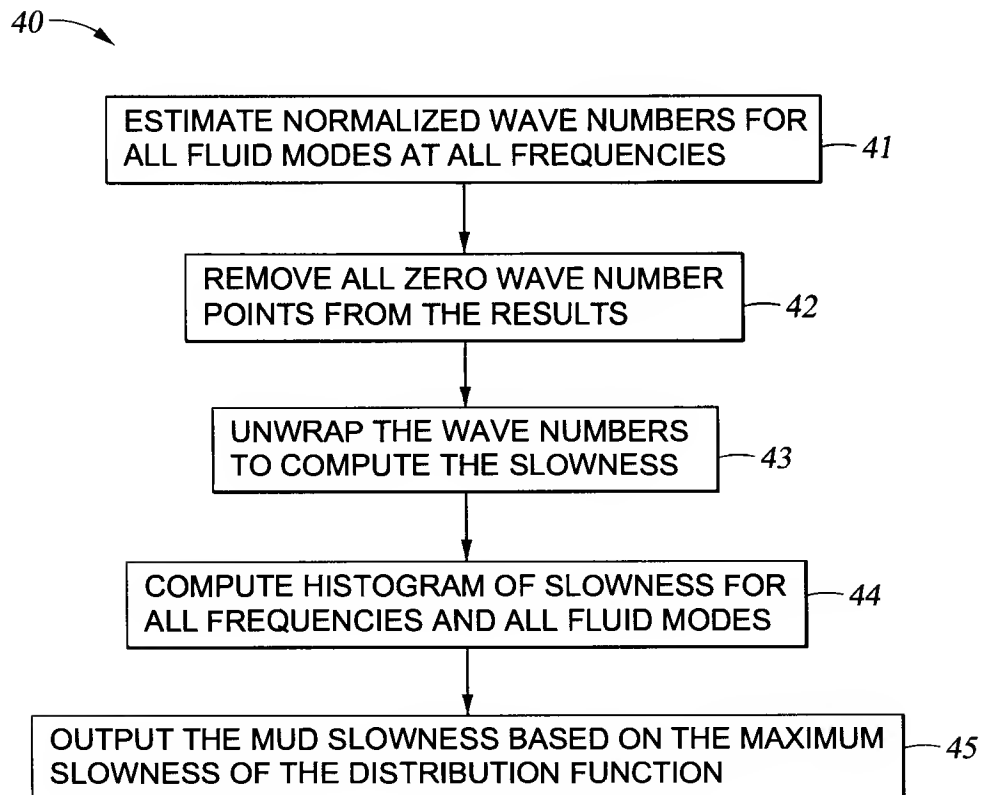 40
ESTIMATE NORMALIZED WAVE NUMBERS FOR
ALL FLUID MODES AT ALL FREQUENCIES
41
REMOVE ALL ZERO WAVE NUMBER
POINTS FROM THE RESULTS
42
UNWRAP THE WAVE NUMBERS
TO COMPUTE THE SLOWNESS
43
COMPUTE HISTOGRAM OF SLOWNESS FOR
ALL FREQUENCIES AND ALL FLUID MODES
44
OUTPUT THE MUD SLOWNESS BASED ON THE MAXIMUM
SLOWNESS OF THE DISTRIBUTION FUNCTION
45